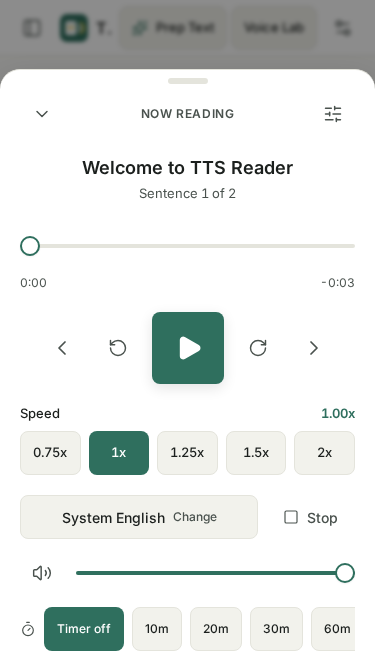 T. Prep Text Voice Lab
NOW READING
Welcome to TTS Reader
Sentence 1 of 2
0:00 -0:03
Speed 1.00x
0.75x 1x 1.25x 1.5x 2x
System English Change Stop
Timer off 10m 20m 30m 60m